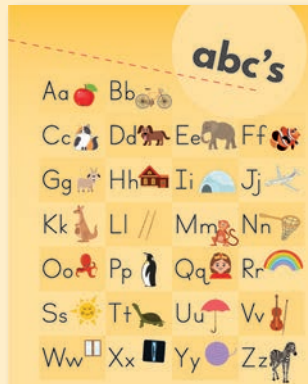 abc's
Aa Bb
Cc Dd Ee Ff
Gg Hh Ii Jj
Kk Ll Mm Nn
Oo Pp Qq Rr
Ss Tt Uu Vv
Ww Xx Yy Zz